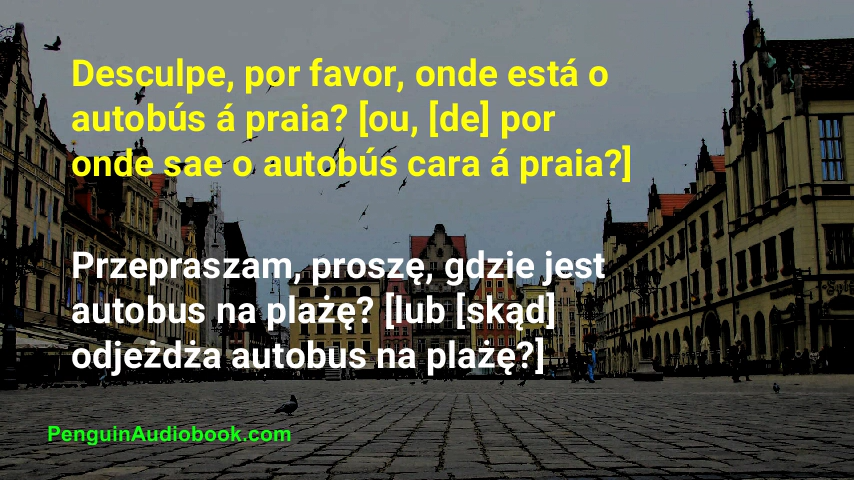 Desculpe, por favor, onde está o
autobús á praia? [ou, [de] por
onde sae o autobús cara á praia?]
Przepraszam, proszę, gdzie jest
autobus na plażę? [lub [skąd]
odjeżdża autobus na plażę?]
PenguinAudiobook.com